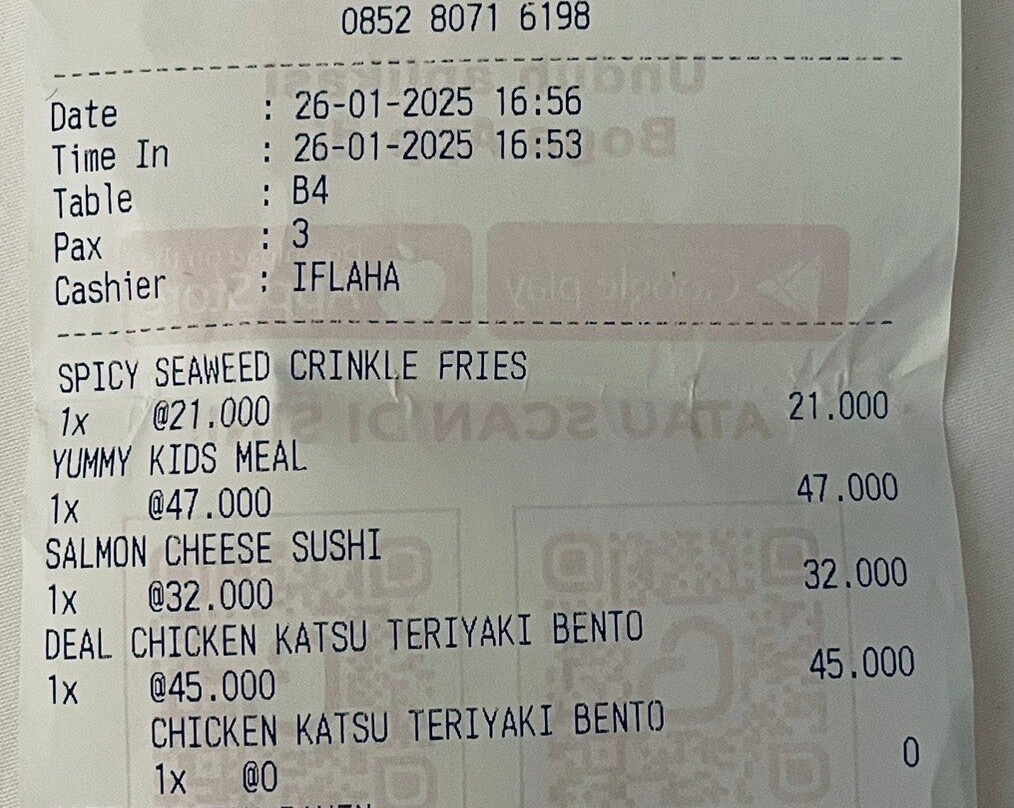 0852 8071 6198
Date : 26-01-2025 16:56
Time In : 26-01-2025 16:53
Table : B4
Pax : 3
Cashier : IFLAHA
SPICY SEAWEED CRINKLE FRIES
1x @21.000 21.000
YUMMY KIDS MEAL
1x @47.000 47.000
SALMON CHEESE SUSHI
1x @32.000 32.000
DEAL CHICKEN KATSU TERIYAKI BENTO
1x @45.000 45.000
CHICKEN KATSU TERIYAKI BENTO
1x @0 0